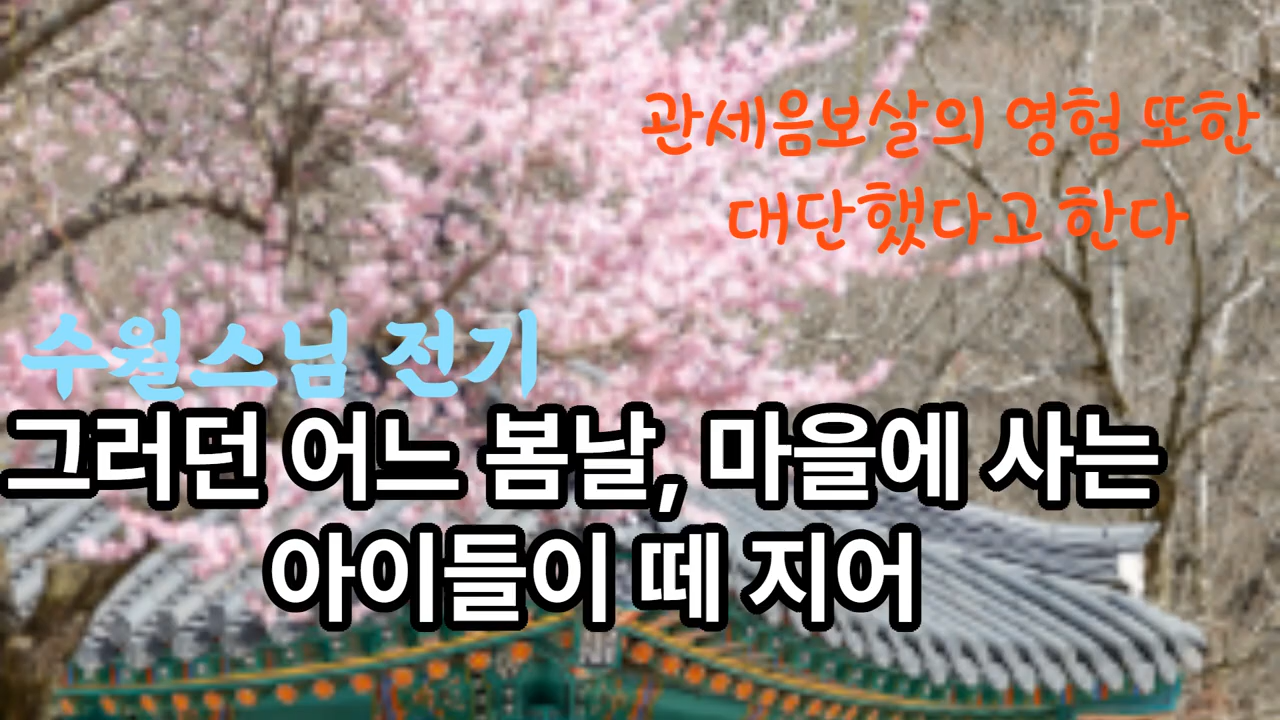 관세음보살의 영험 또한
대단했다고 한다
수월스님 전기
그러던 어느 봄날, 마을에 사는
아이들이 떼 지어